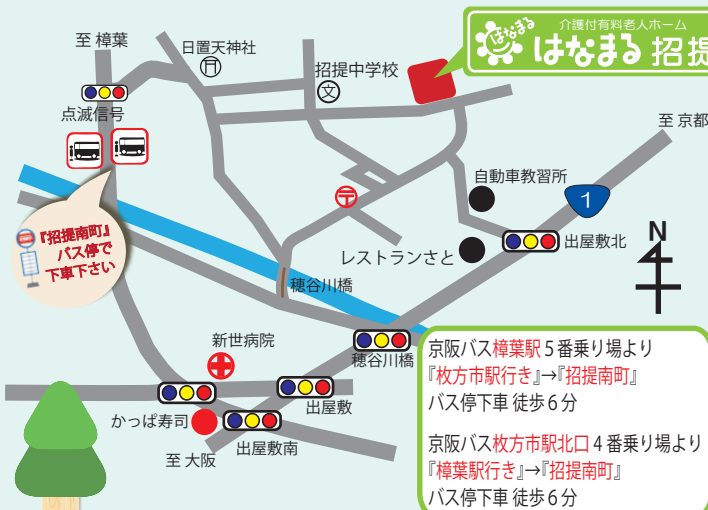 介護付有料老人ホーム
はなまる
はなまる 招提
至 樟葉
日置天神社
招提中学校
文
点滅信号
至 京都
自動車教習所
1
『招提南町』
バス停で
下車下さい
出屋敷北
N
レストランさと
穂谷川橋
新世病院
穂谷川橋
出屋敷
かっぱ寿司
出屋敷南
至 大阪
京阪バス樟葉駅5番乗り場より
『枚方市駅行き』→『招提南町』
バス停下車 徒歩6分
京阪バス枚方市駅北口4番乗り場より
『樟葉駅行き』→『招提南町』
バス停下車 徒歩6分